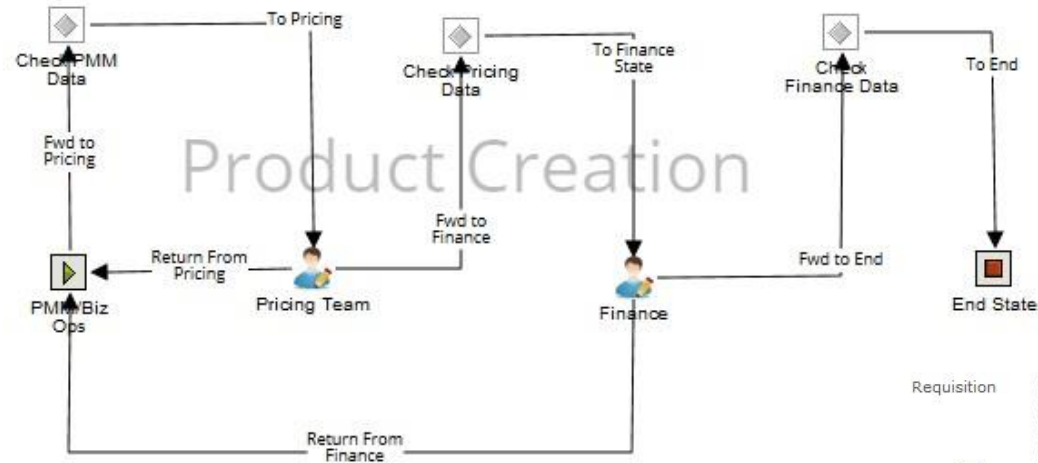 To Pricing
Check PMM
Data
Check Pricing
Data
To Finance
State
Check
Finance Data
To End
Fwd to
Pricing
Product Creation
Fwd to
Finance
Return From
Pricing
Fwd to End
PMM/Biz
Ops
Pricing Team
Finance
End State
Requisition
Return From
Finance